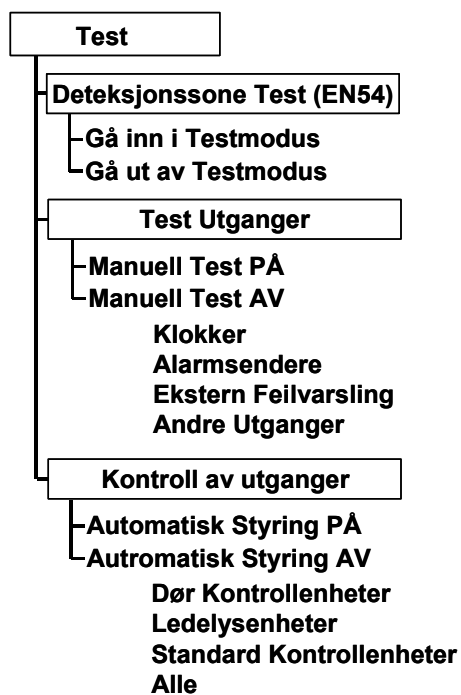 Test
Deteksjonssone Test (EN54)
Gå inn i Testmodus
Gå ut av Testmodus
Test Utganger
Manuell Test PÅ
Manuell Test AV
Klokker
Alarmsendere
Ekstern Feilvarsling
Andre Utganger
Kontroll av utganger
Automatisk Styring PÅ
Autromatisk Styring AV
Dør Kontrollenheter
Ledelysenheter
Standard Kontrollenheter
Alle